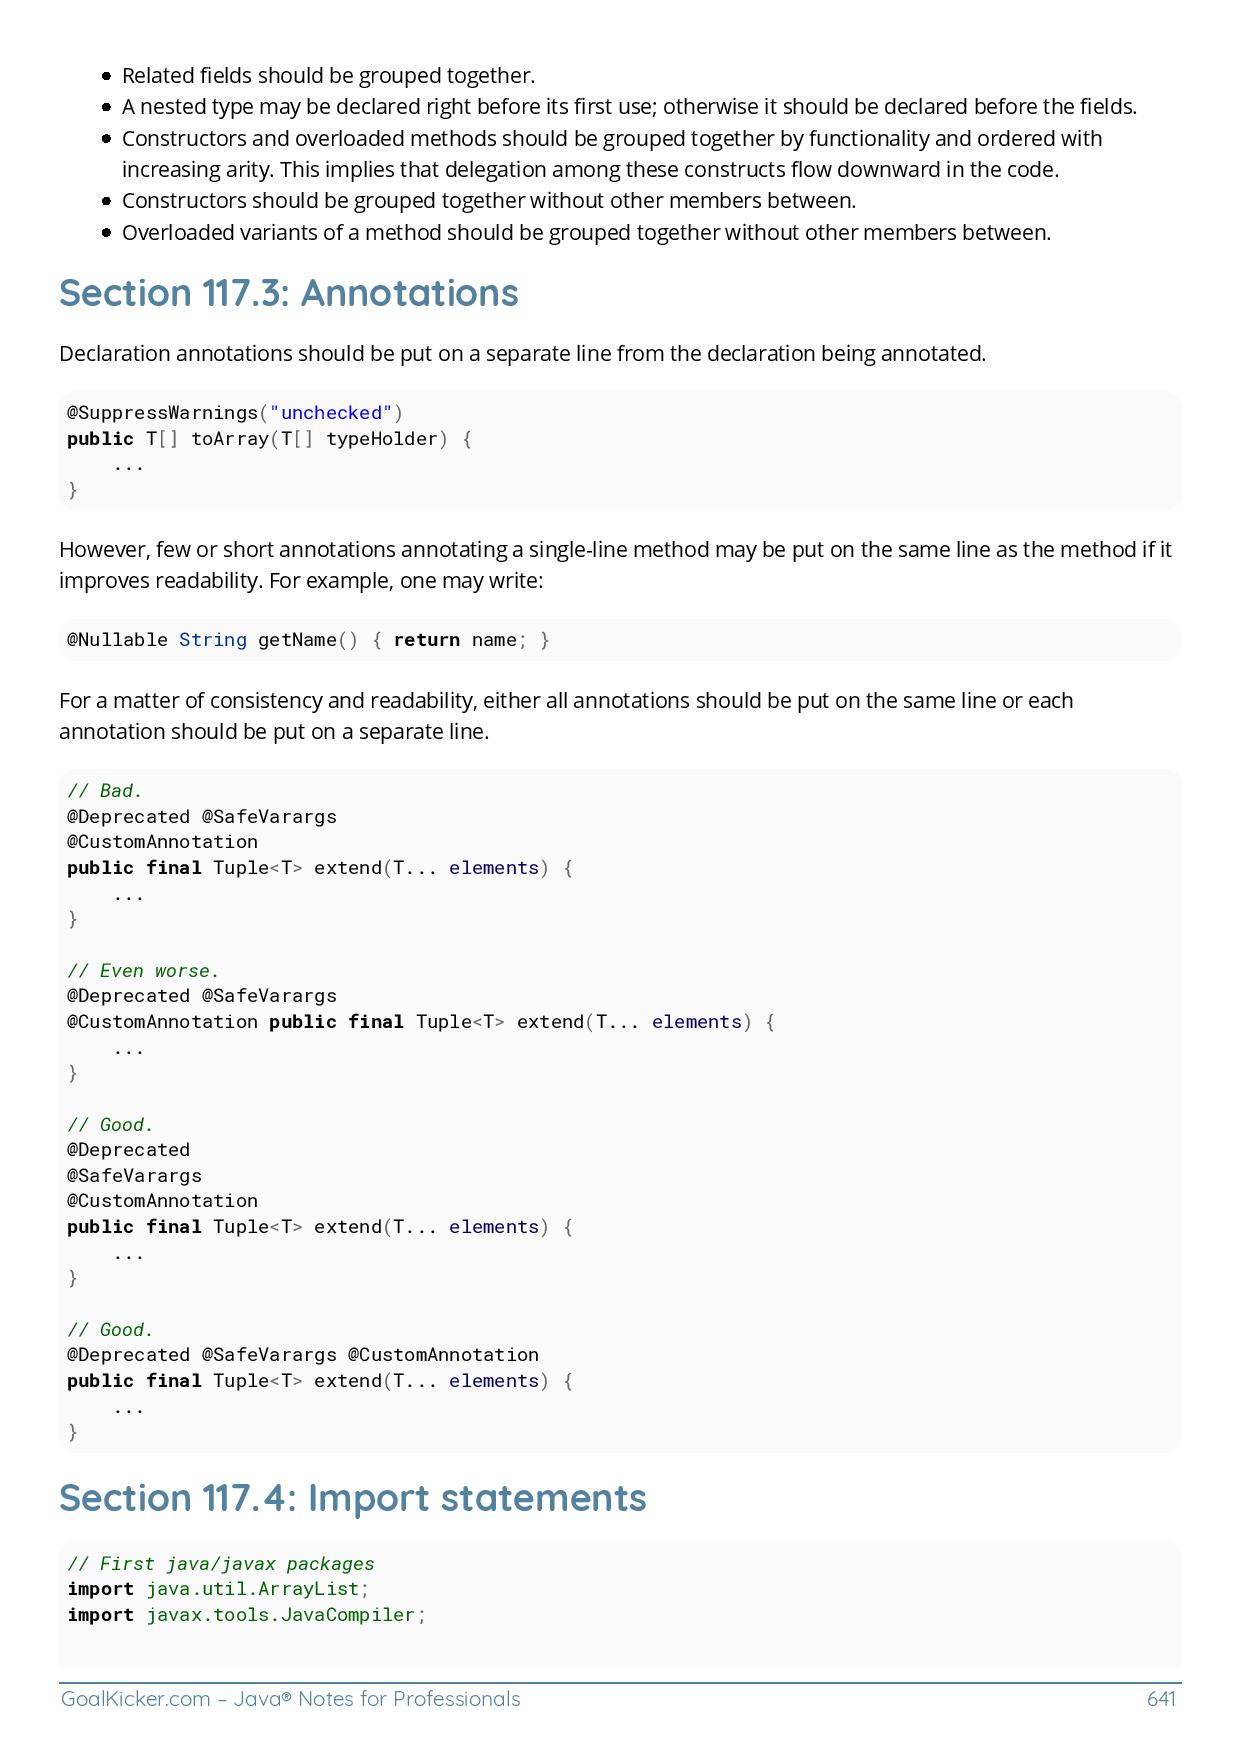 • Related fields should be grouped together.
• A nested type may be declared right before its first use; otherwise it should be declared before the fields.
• Constructors and overloaded methods should be grouped together by functionality and ordered with
increasing arity. This implies that delegation among these constructs flow downward in the code.
• Constructors should be grouped together without other members between.
• Overloaded variants of a method should be grouped together without other members between.
Section 117.3: Annotations
Declaration annotations should be put on a separate line from the declaration being annotated.
@SuppressWarnings("unchecked")
public T[] toArray(T[] typeHolder) {
    ...
}
However, few or short annotations annotating a single-line method may be put on the same line as the method if it
improves readability. For example, one may write:
@Nullable String getName() { return name; }
For a matter of consistency and readability, either all annotations should be put on the same line or each
annotation should be put on a separate line.
// Bad.
@Deprecated @SafeVarargs
@CustomAnnotation
public final Tuple<T> extend(T... elements) {
    ...
}
// Even worse.
@Deprecated @SafeVarargs
@CustomAnnotation public final Tuple<T> extend(T... elements) {
    ...
}
// Good.
@Deprecated
@SafeVarargs
@CustomAnnotation
public final Tuple<T> extend(T... elements) {
    ...
}
// Good.
@Deprecated @SafeVarargs @CustomAnnotation
public final Tuple<T> extend(T... elements) {
    ...
}
Section 117.4: Import statements
// First java/javax packages
import java.util.ArrayList;
import javax.tools.JavaCompiler;
GoalKicker.com – Java® Notes for Professionals 641